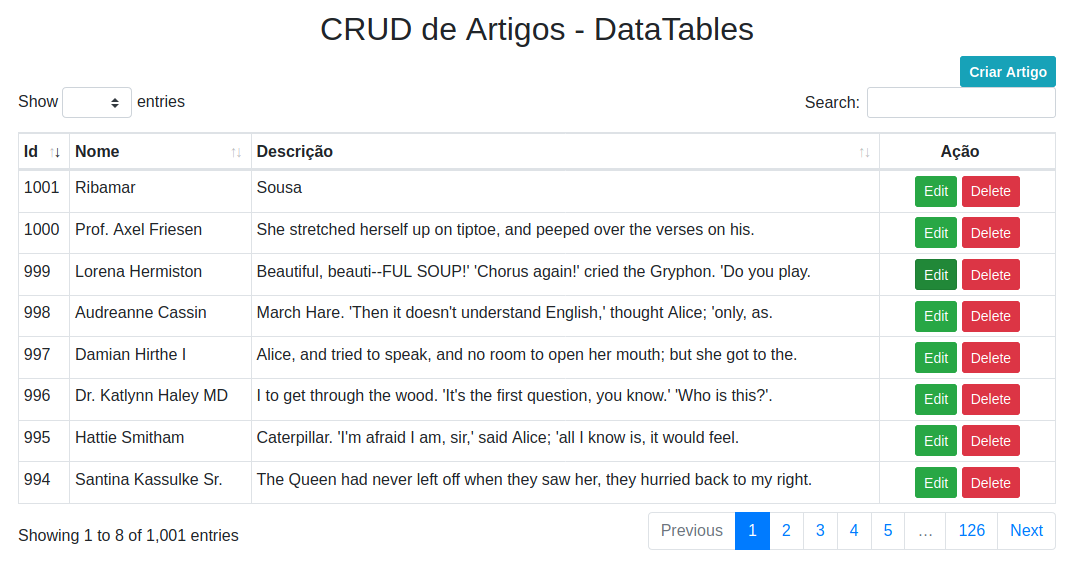 CRUD de Artigos - DataTables
Criar Artigo
Show entries
Search:
Id Nome Descrição Ação
1001 Ribamar Sousa Edit Delete
1000 Prof. Axel Friesen She stretched herself up on tiptoe, and peeped over the verses on his. Edit Delete
999 Lorena Hermiston Beautiful, beauti--FUL SOUP!' 'Chorus again!' cried the Gryphon. 'Do you play. Edit Delete
998 Audreanne Cassin March Hare. 'Then it doesn't understand English,' thought Alice; 'only, as. Edit Delete
997 Damian Hirthe I Alice, and tried to speak, and no room to open her mouth; but she got to the. Edit Delete
996 Dr. Katlynn Haley MD I to get through the wood. 'It's the first question, you know.' 'Who is this?'. Edit Delete
995 Hattie Smitham Caterpillar. 'I'm afraid I am, sir,' said Alice; 'all I know is, it would feel. Edit Delete
994 Santina Kassulke Sr. The Queen had never left off when they saw her, they hurried back to my right. Edit Delete
Showing 1 to 8 of 1,001 entries
Previous 1 2 3 4 5 … 126 Next